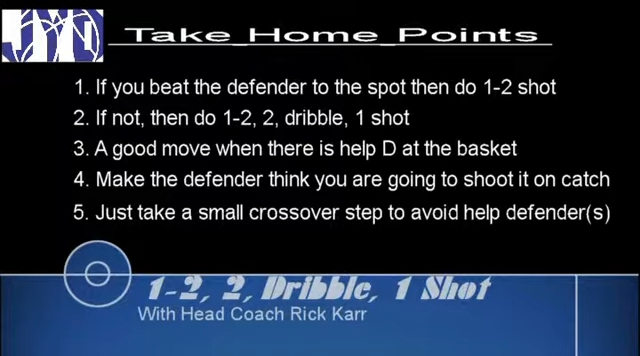 Take Home Points
1. If you beat the defender to the spot then do 1-2 shot
2. If not, then do 1-2, 2, dribble, 1 shot
3. A good move when there is help D at the basket
4. Make the defender think you are going to shoot it on catch
5. Just take a small crossover step to avoid help defender(s)
1-2, 2, Dribble, 1 Shot
With Head Coach Rick Karr